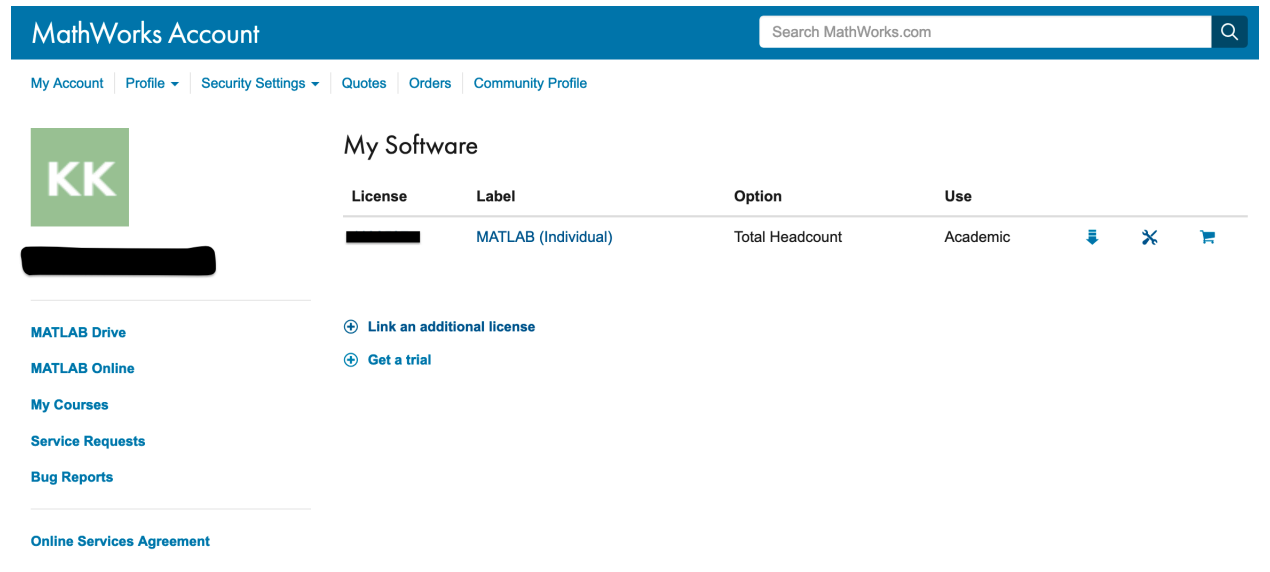 MathWorks Account
Search MathWorks.com
My Account Profile Security Settings Quotes Orders Community Profile
KK
My Software
License Label Option Use
MATLAB (Individual) Total Headcount Academic
Link an additional license
Get a trial
MATLAB Drive
MATLAB Online
My Courses
Service Requests
Bug Reports
Online Services Agreement